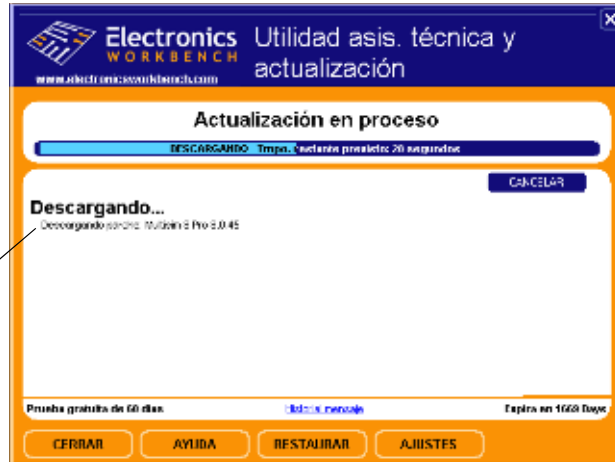 Electronics
WORKBENCH
www.electronicsworkbench.com
Utilidad asis. técnica y
actualización
Actualización en proceso
DESCARGANDO Tmpo. restante previsto: 20 segundos
CANCELAR
Descargando...
Descargando parche: Multisim 8 Pro 8.0.45
Prueba gratuita de 60 días
Historial mensaje
Expira en 1669 Days
CERRAR
AYUDA
RESTAURAR
AJUSTES